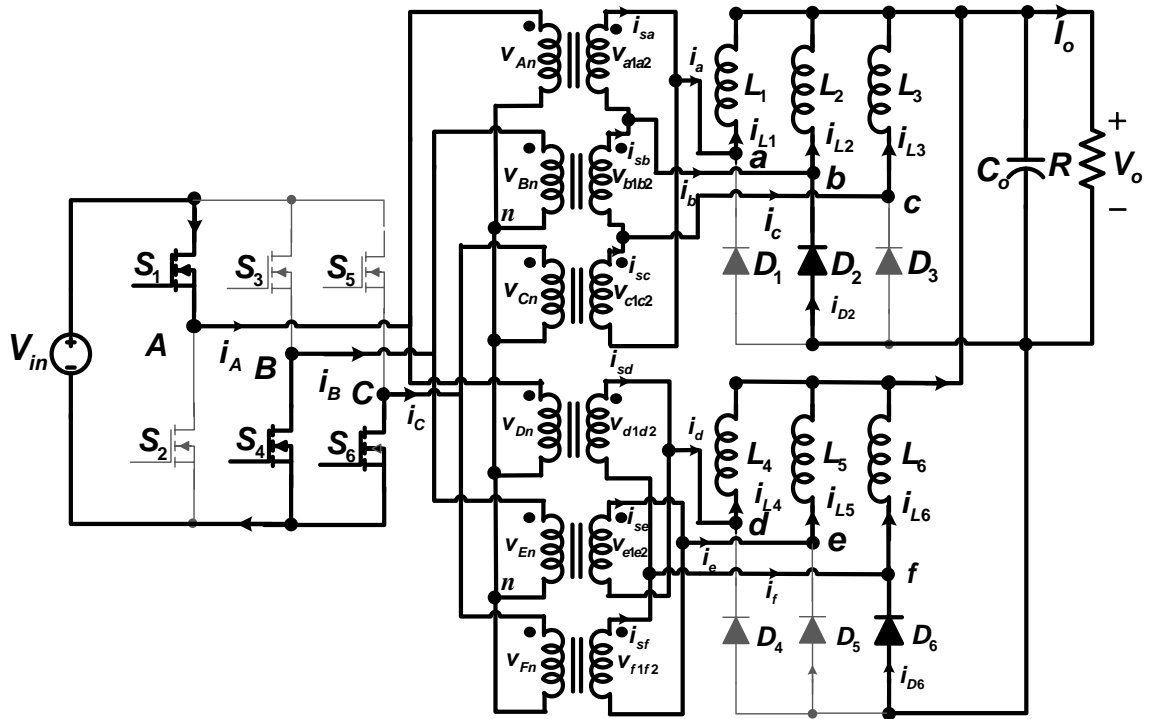 v_An i_sa v_a1a2 i_a L_1 L_2 L_3 I_o
i_L1 i_L2 i_L3
a b c
v_Bn i_sb v_b1b2 i_b i_c
C_o R + V_o −
n
S_1 S_3 S_5
v_Cn i_sc v_c1c2
D_1 D_2 D_3
i_D2
V_in + −
A i_A B i_B C i_C
S_2 S_4 S_6
v_Dn i_sd v_d1d2 i_d L_4 L_5 L_6
i_L4 i_L5 i_L6
d e f
v_En i_se v_e1e2 i_e i_f
n
v_Fn i_sf v_f1f2
D_4 D_5 D_6
i_D6